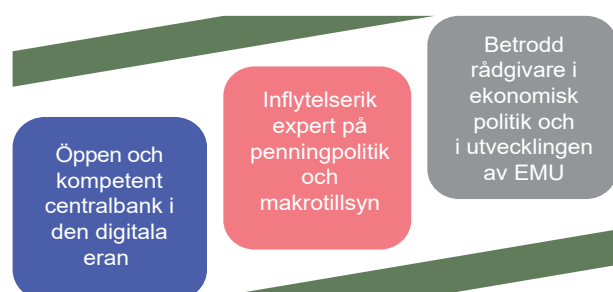 Öppen och
kompetent
centralbank i
den digitala
eran
Inflytelserik
expert på
penningpolitik
och
makrotillsyn
Betrodd
rådgivare i
ekonomisk
politik och
i utvecklingen
av EMU